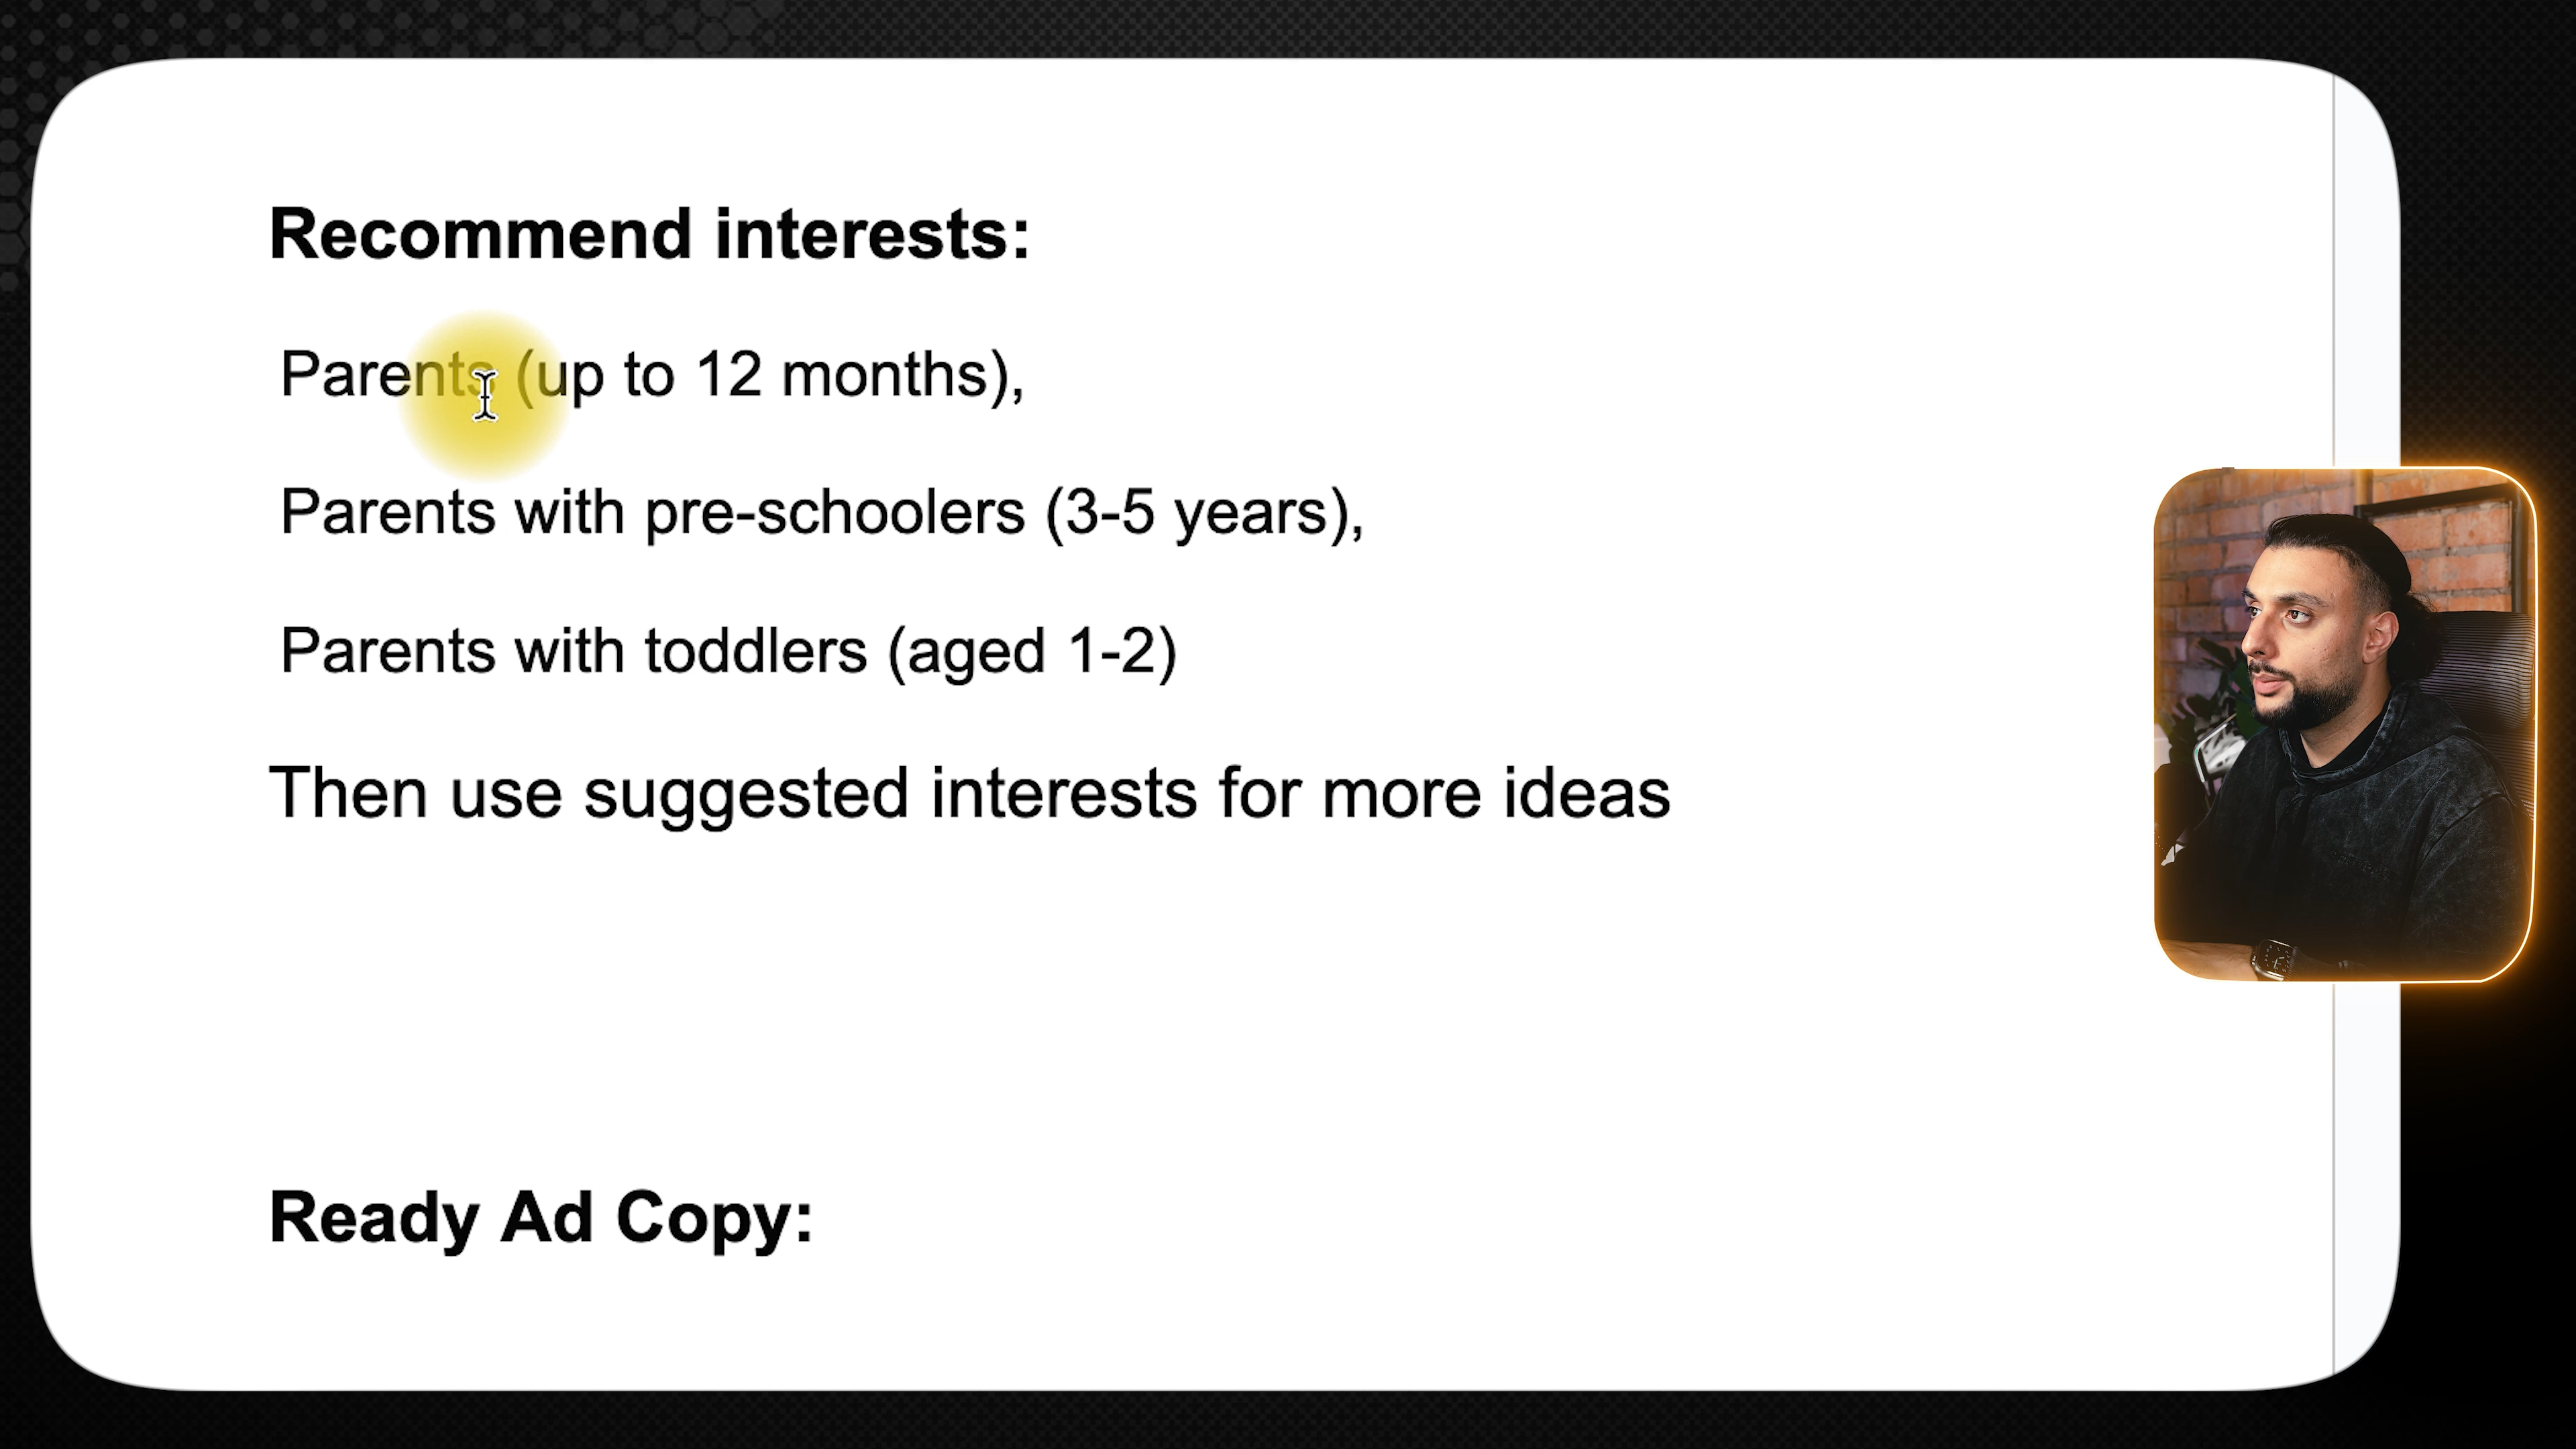 Recommend interests:
Parents (up to 12 months),
Parents with pre-schoolers (3-5 years),
Parents with toddlers (aged 1-2)
Then use suggested interests for more ideas
Ready Ad Copy: